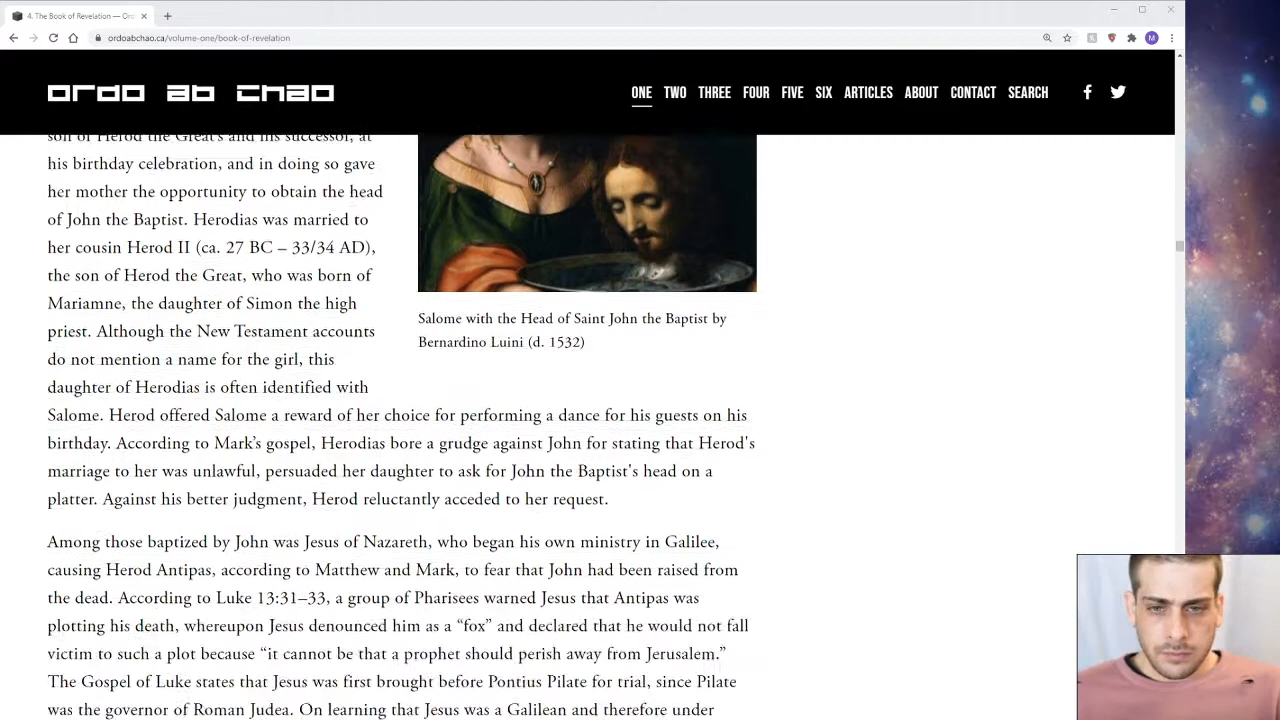 4. The Book of Revelation — Or
ordoabchao.ca/volume-one/book-of-revelation
M
ordo ab chao
ONE TWO THREE FOUR FIVE SIX ARTICLES ABOUT CONTACT SEARCH
son of Herod the Great's and his successor, at
his birthday celebration, and in doing so gave
her mother the opportunity to obtain the head
of John the Baptist. Herodias was married to
her cousin Herod II (ca. 27 BC – 33/34 AD),
the son of Herod the Great, who was born of
Mariamne, the daughter of Simon the high
priest. Although the New Testament accounts
do not mention a name for the girl, this
daughter of Herodias is often identified with
Salome. Herod offered Salome a reward of her choice for performing a dance for his guests on his
birthday. According to Mark’s gospel, Herodias bore a grudge against John for stating that Herod's
marriage to her was unlawful, persuaded her daughter to ask for John the Baptist's head on a
platter. Against his better judgment, Herod reluctantly acceded to her request.
Salome with the Head of Saint John the Baptist by
Bernardino Luini (d. 1532)
Among those baptized by John was Jesus of Nazareth, who began his own ministry in Galilee,
causing Herod Antipas, according to Matthew and Mark, to fear that John had been raised from
the dead. According to Luke 13:31–33, a group of Pharisees warned Jesus that Antipas was
plotting his death, whereupon Jesus denounced him as a “fox” and declared that he would not fall
victim to such a plot because “it cannot be that a prophet should perish away from Jerusalem.”
The Gospel of Luke states that Jesus was first brought before Pontius Pilate for trial, since Pilate
was the governor of Roman Judea. On learning that Jesus was a Galilean and therefore under